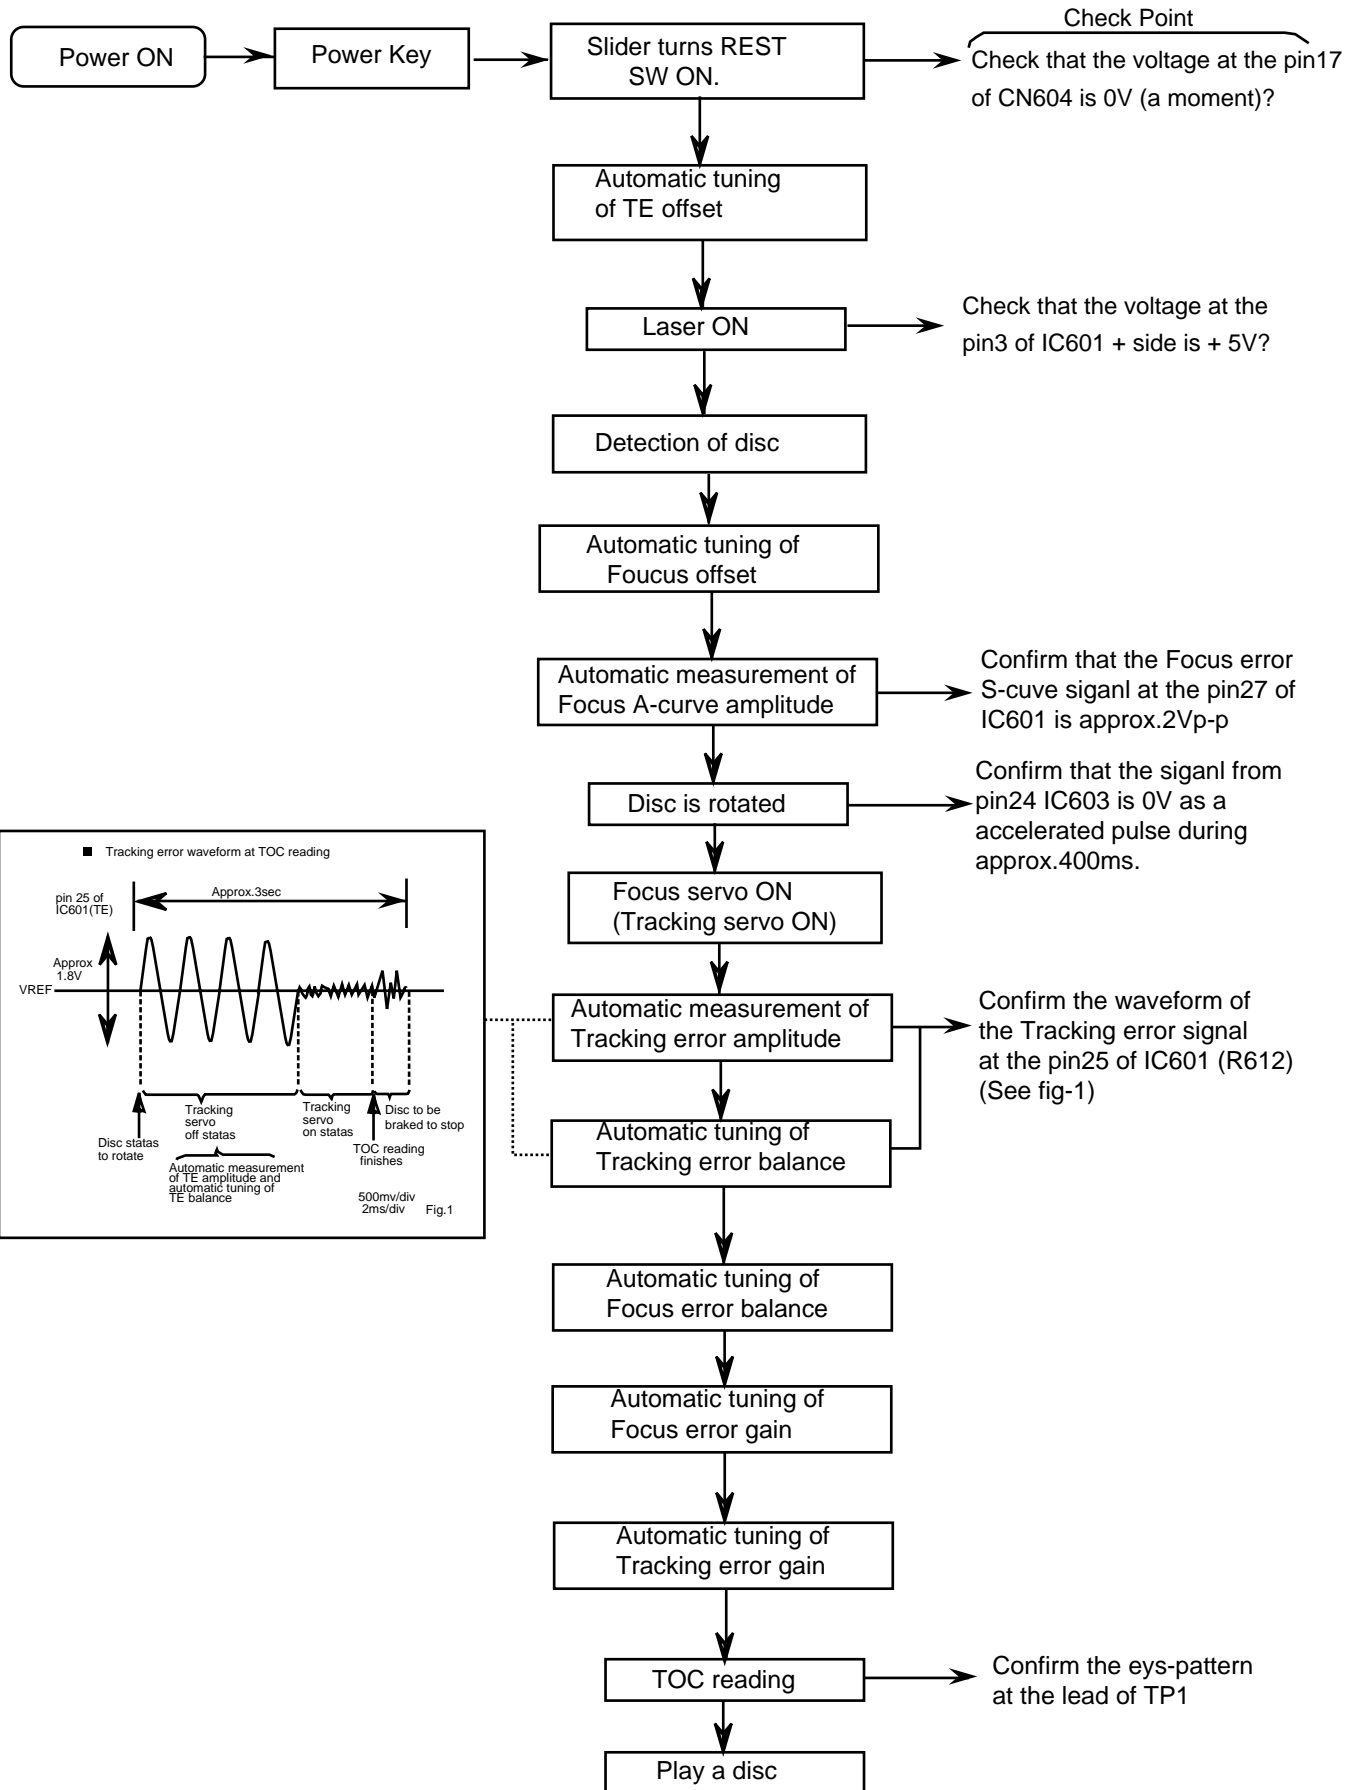 Check Point
Power ON
Power Key
Slider turns REST
SW ON.
Check that the voltage at the pin17
of CN604 is 0V (a moment)?
Automatic tuning
of TE offset
Laser ON
Check that the voltage at the
pin3 of IC601 + side is + 5V?
Detection of disc
Automatic tuning of
Foucus offset
Automatic measurement of
Focus A-curve amplitude
Confirm that the Focus error
S-cuve siganl at the pin27 of
IC601 is approx.2Vp-p
Disc is rotated
Confirm that the siganl from
pin24 IC603 is 0V as a
accelerated pulse during
approx.400ms.
Focus servo ON
(Tracking servo ON)
■ Tracking error waveform at TOC reading
pin 25 of
IC601(TE)
Approx.3sec
Approx
1.8V
VREF
Tracking
servo
off statas
Tracking
servo
on statas
Disc to be
braked to stop
Disc statas
to rotate
TOC reading
finishes
Automatic measurement
of TE amplitude and
automatic tuning of
TE balance
500mv/div
2ms/div
Fig.1
Automatic measurement of
Tracking error amplitude
Confirm the waveform of
the Tracking error signal
at the pin25 of IC601 (R612)
(See fig-1)
Automatic tuning of
Tracking error balance
Automatic tuning of
Focus error balance
Automatic tuning of
Focus error gain
Automatic tuning of
Tracking error gain
TOC reading
Confirm the eys-pattern
at the lead of TP1
Play a disc